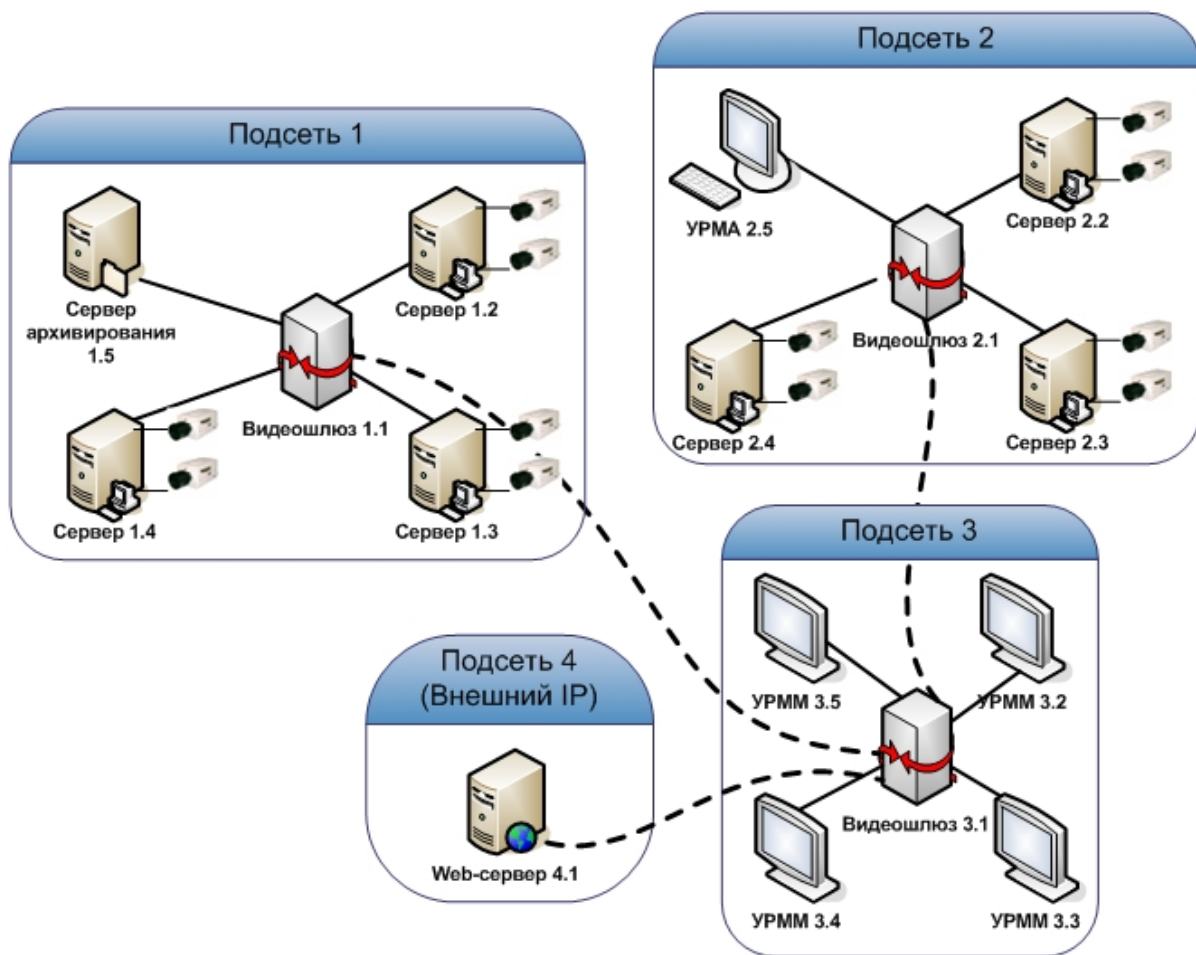 Подсеть 1
Сервер
архивирования
1.5
Сервер 1.2
Видеошлюз 1.1
Сервер 1.4
Сервер 1.3
Подсеть 2
УРМА 2.5
Сервер 2.2
Видеошлюз 2.1
Сервер 2.4
Сервер 2.3
Подсеть 3
УРММ 3.5
УРММ 3.2
Видеошлюз 3.1
УРММ 3.4
УРММ 3.3
Подсеть 4
(Внешний IP)
Web-сервер 4.1